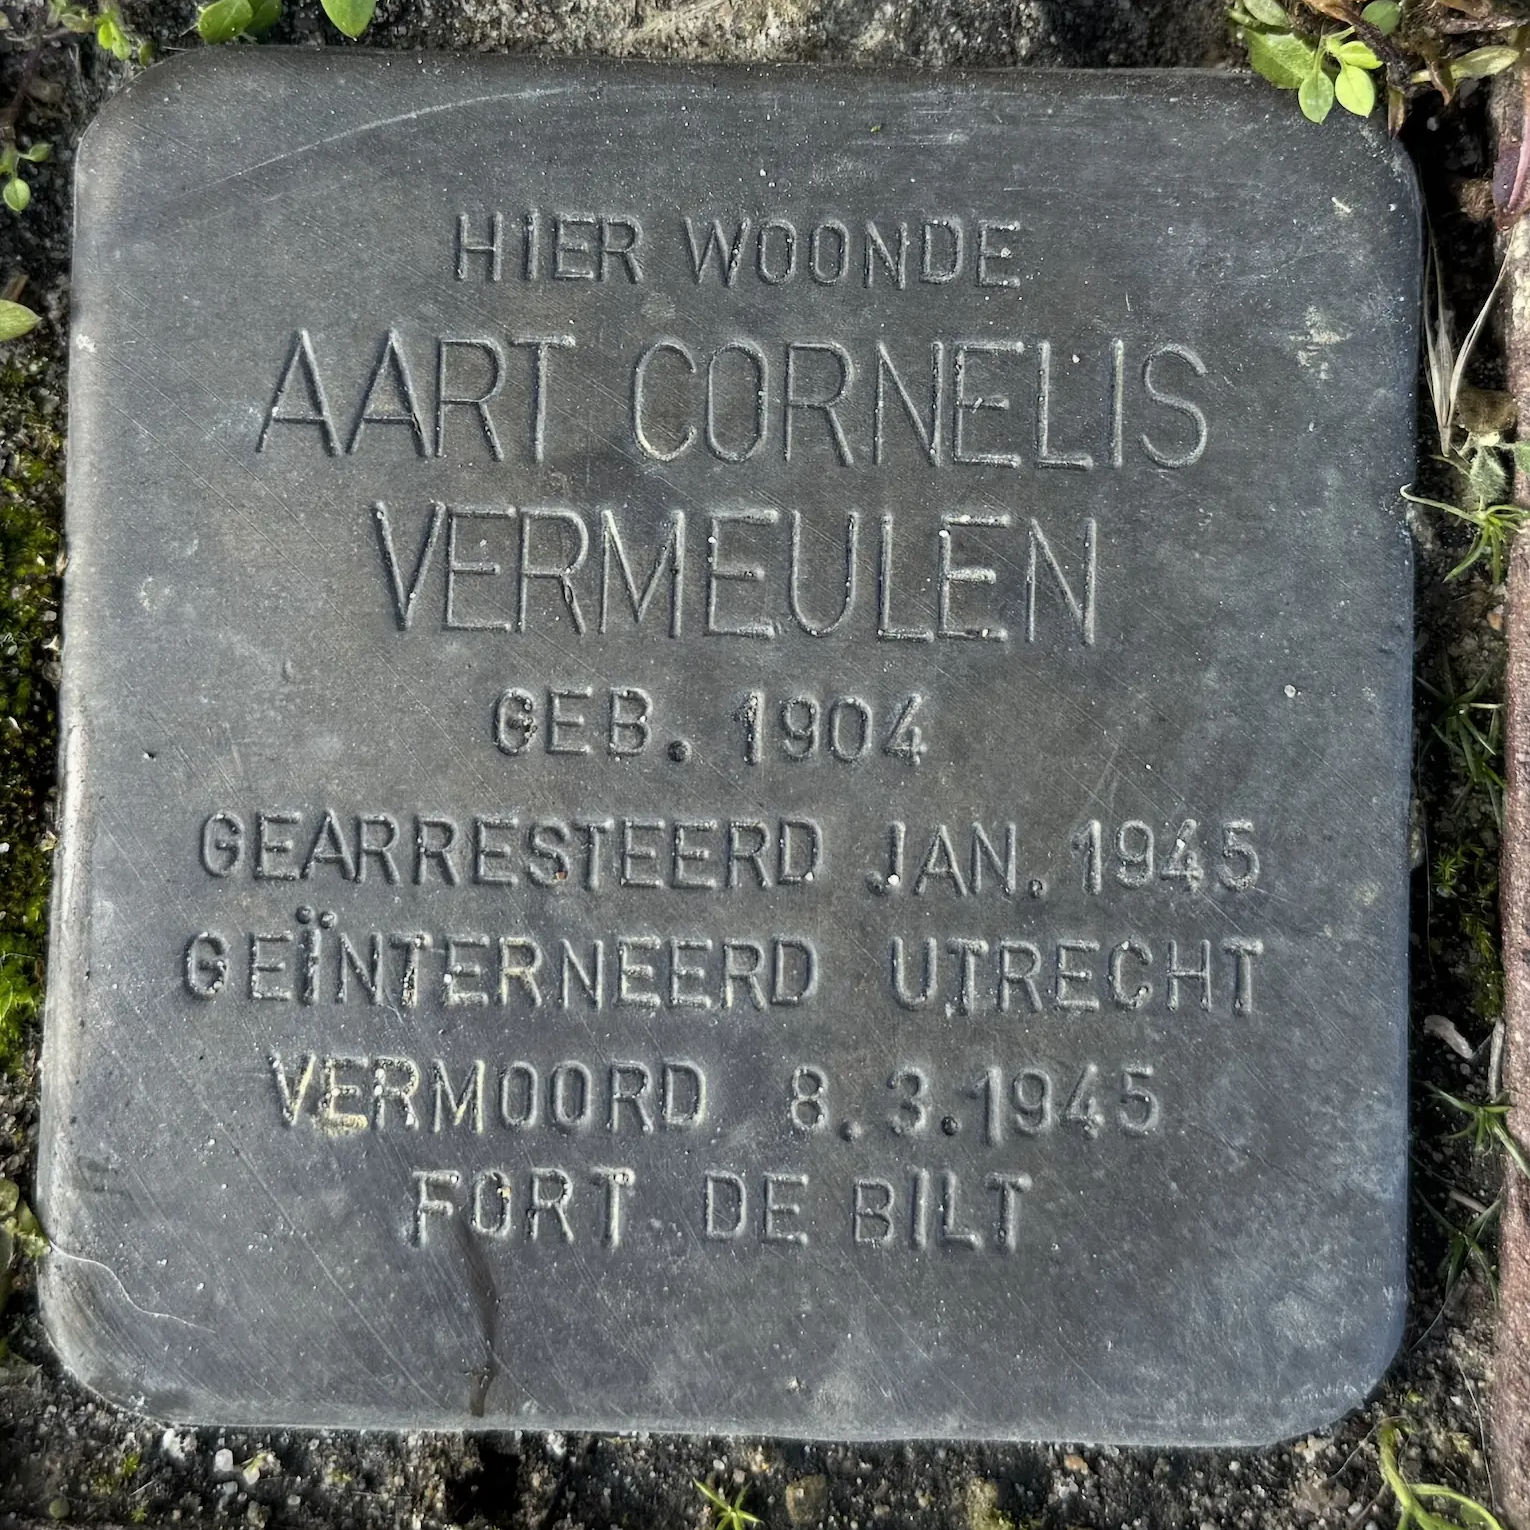 HIER WOONDE
AART CORNELIS
VERMEULEN
GEB. 1904
GEARRESTEERD JAN. 1945
GEÏNTERNEERD UTRECHT
VERMOORD 8.3.1945
FORT DE BILT